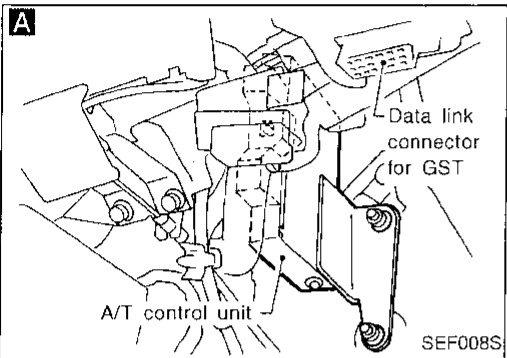 A
Data link
connector
for GST
A/T control unit
SEF008S